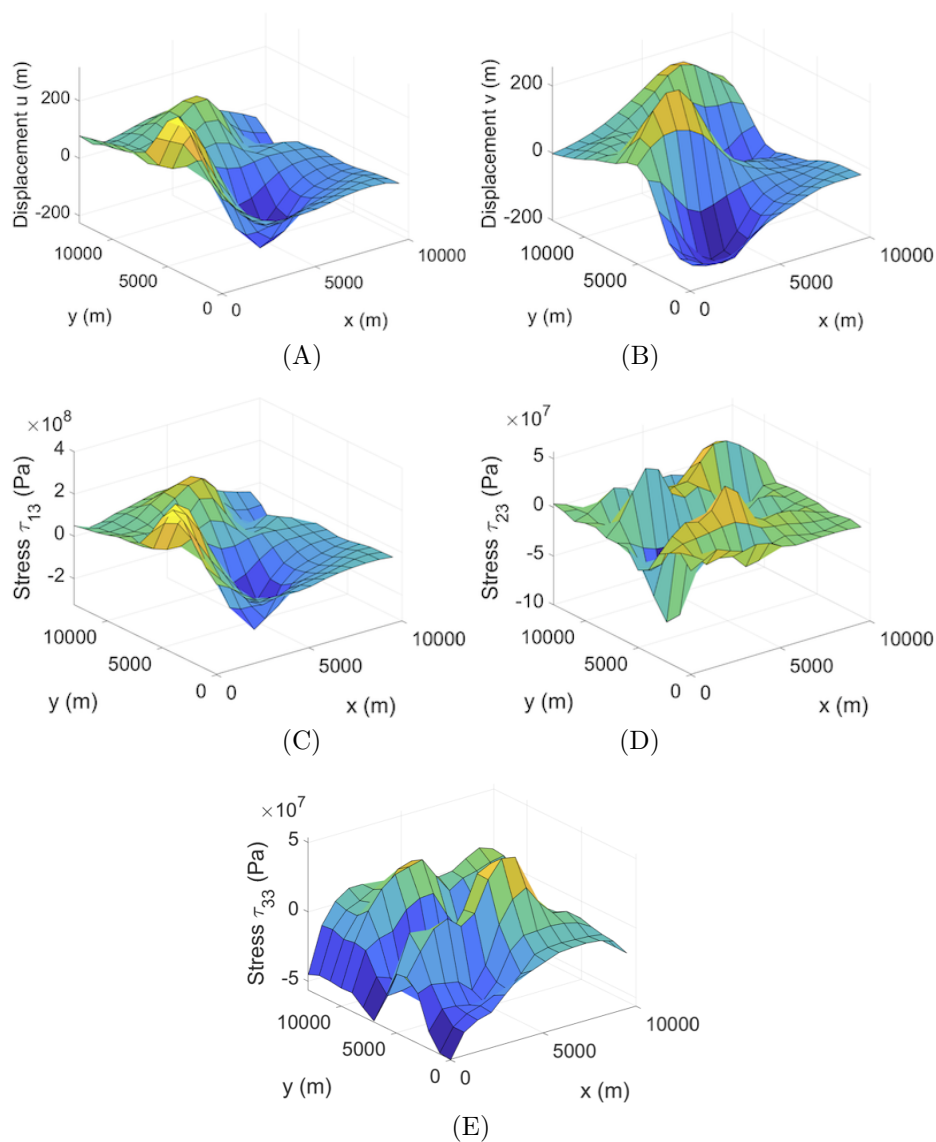 Displacement u (m)
200
0
-200
10000
5000
0
y (m)
0
5000
10000
x (m)
(A)
Displacement v (m)
200
0
-200
10000
5000
0
y (m)
0
5000
10000
x (m)
(B)
×10^8
Stress τ_13 (Pa)
4
2
0
-2
10000
5000
0
y (m)
0
5000
10000
x (m)
(C)
×10^7
Stress τ_23 (Pa)
5
0
-5
-10
10000
5000
0
y (m)
0
5000
10000
x (m)
(D)
×10^7
Stress τ_33 (Pa)
5
0
-5
10000
5000
0
y (m)
0
5000
10000
x (m)
(E)